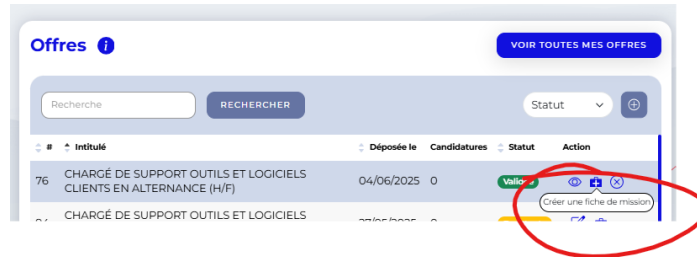 Offres i
VOIR TOUTES MES OFFRES
Recherche
RECHERCHER
Statut
# Intitulé Déposée le Candidatures Statut Action
76 CHARGÉ DE SUPPORT OUTILS ET LOGICIELS 04/06/2025 0
CLIENTS EN ALTERNANCE (H/F)
Créer une fiche de mission
CHARGÉ DE SUPPORT OUTILS ET LOGICIELS